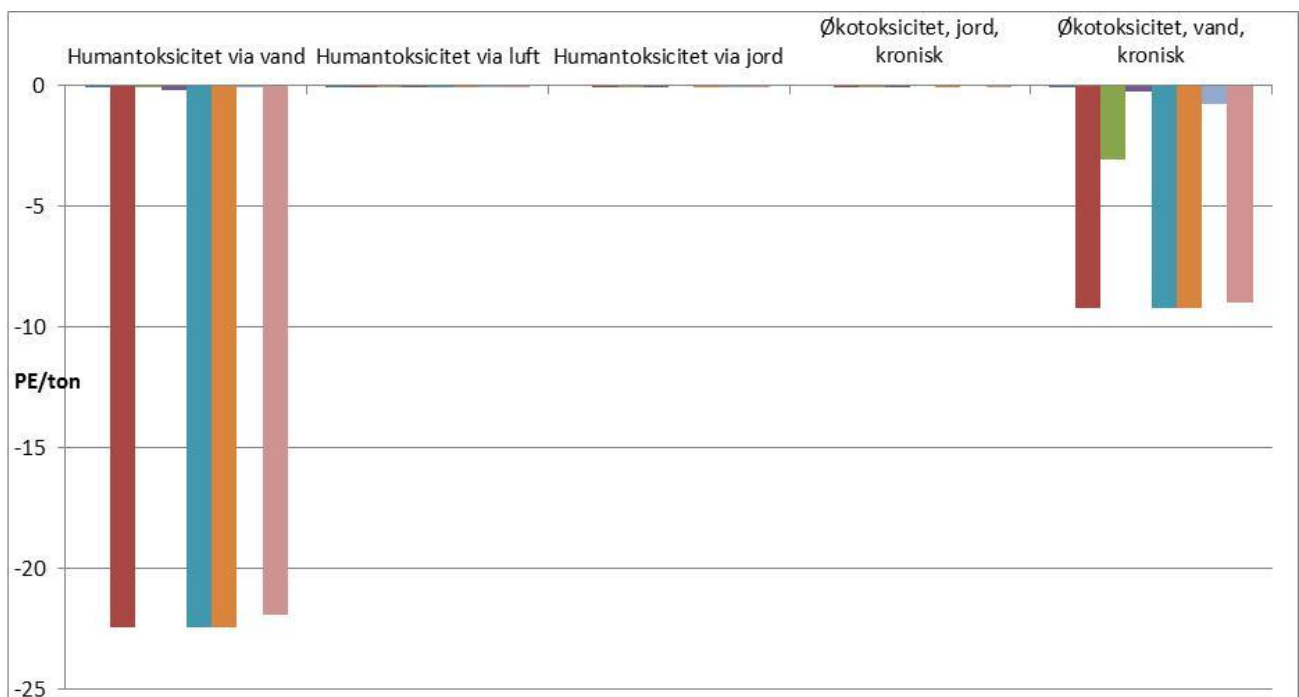 Humantoksicitet via vand
Humantoksicitet via luft
Humantoksicitet via jord
Økotoksicitet, jord,
kronisk
Økotoksicitet, vand,
kronisk
0
-5
-10
PE/ton
-15
-20
-25